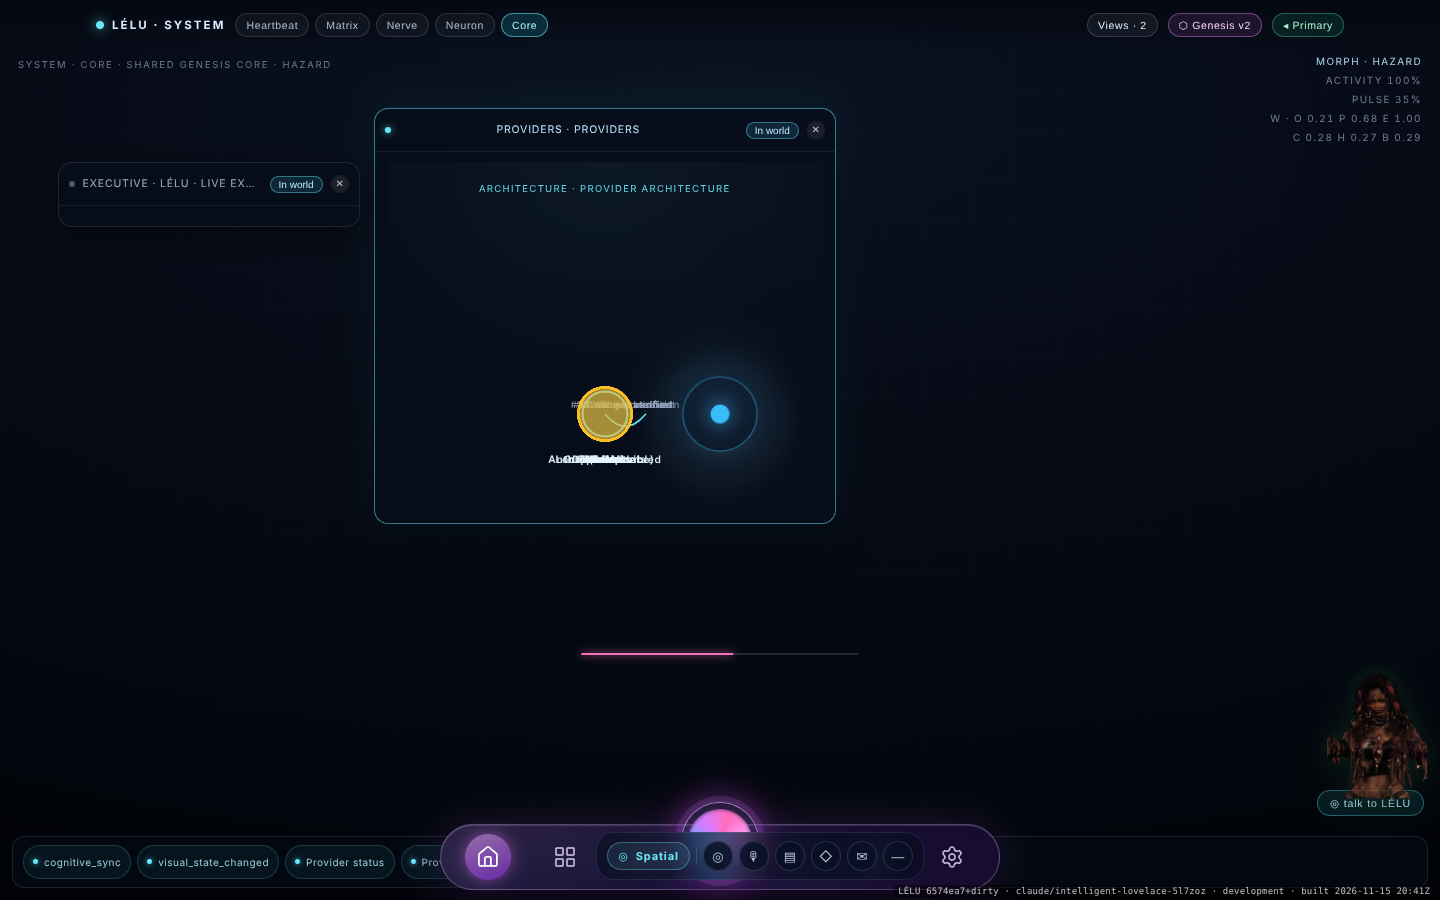 LÉLU · SYSTEM
Heartbeat
Matrix
Nerve
Neuron
Core
Views · 2
Genesis v2
◂ Primary
SYSTEM · CORE · SHARED GENESIS CORE · HAZARD
MORPH · HAZARD
ACTIVITY 100%
PULSE 35%
W · O 0.21 P 0.68 E 1.00
C 0.28 H 0.27 B 0.29
PROVIDERS · PROVIDERS
In world
EXECUTIVE · LÉLU · LIVE EX...
In world
ARCHITECTURE · PROVIDER ARCHITECTURE
◎ talk to LÉLU
cognitive_sync
visual_state_changed
Provider status
Prov
◎ Spatial
LÉLU 6574ea7+dirty · claude/intelligent-lovelace-5l7zoz · development · built 2026-11-15 20:41Z